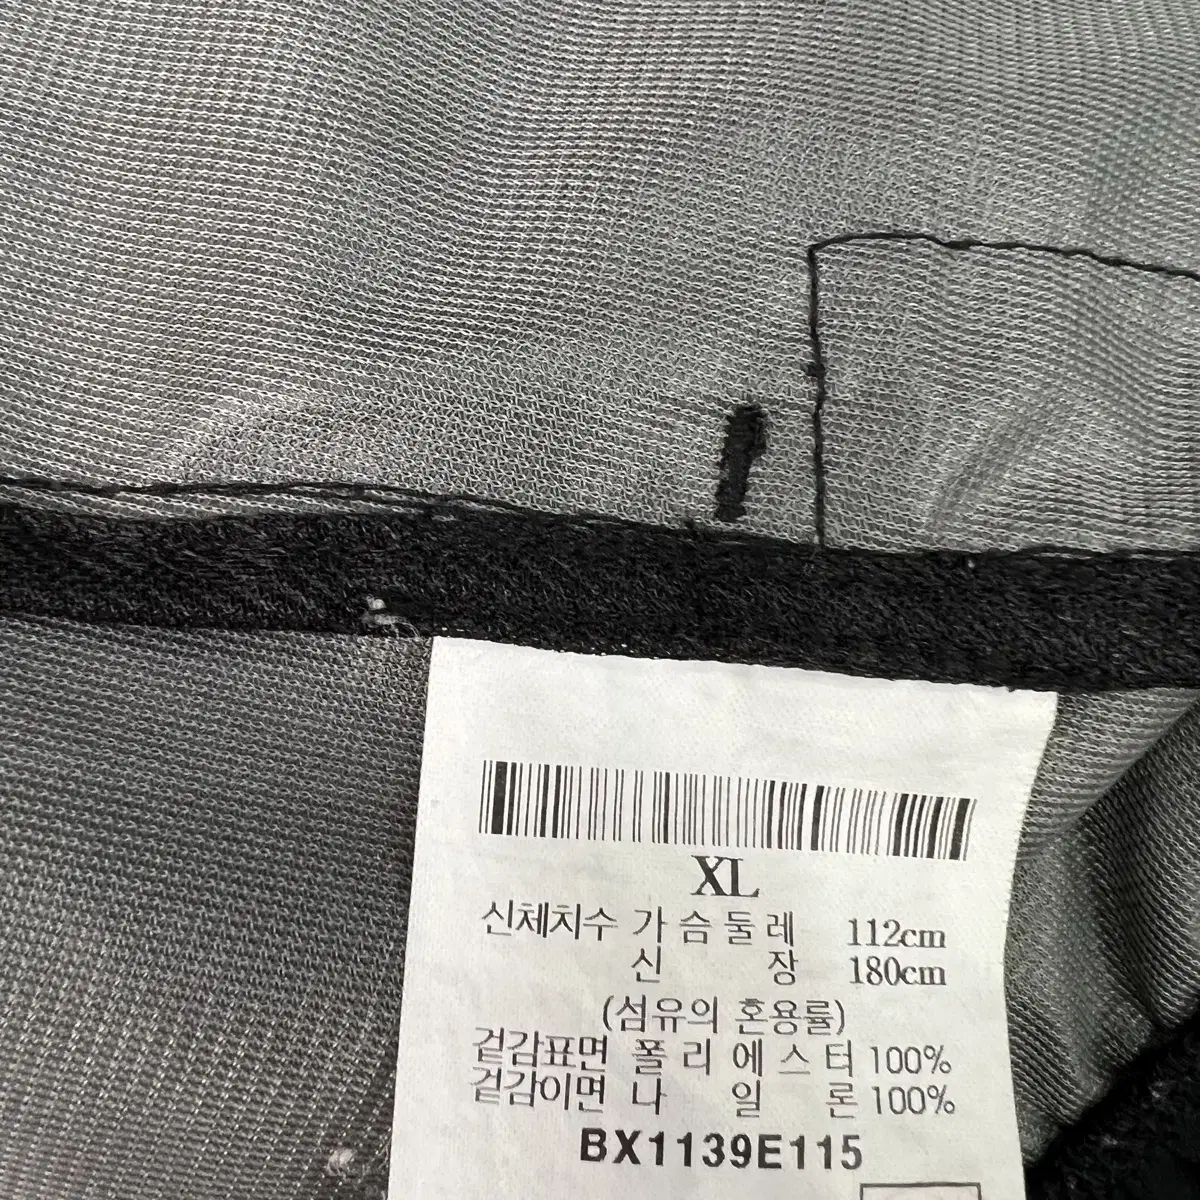 XL
신체치수 가슴둘레 112cm
신장 180cm
(섬유의 혼용률)
겉감표면 폴리에스터 100%
겉감이면 나일론 100%
BX1139E115